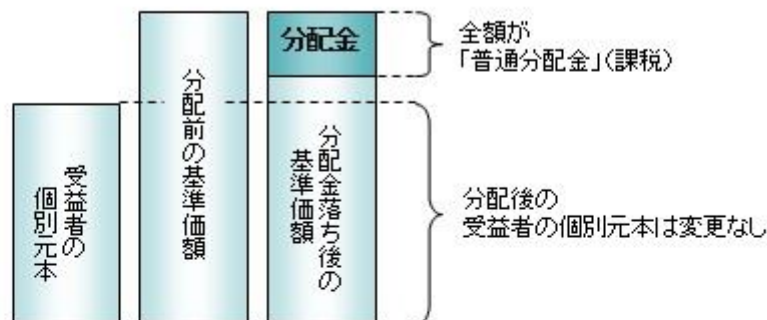 受益者の
個別元本
分配前の基準価額
分配金
分配金落ち後の
基準価額
全額が
「普通分配金」(課税)
分配後の
受益者の個別元本は変更なし